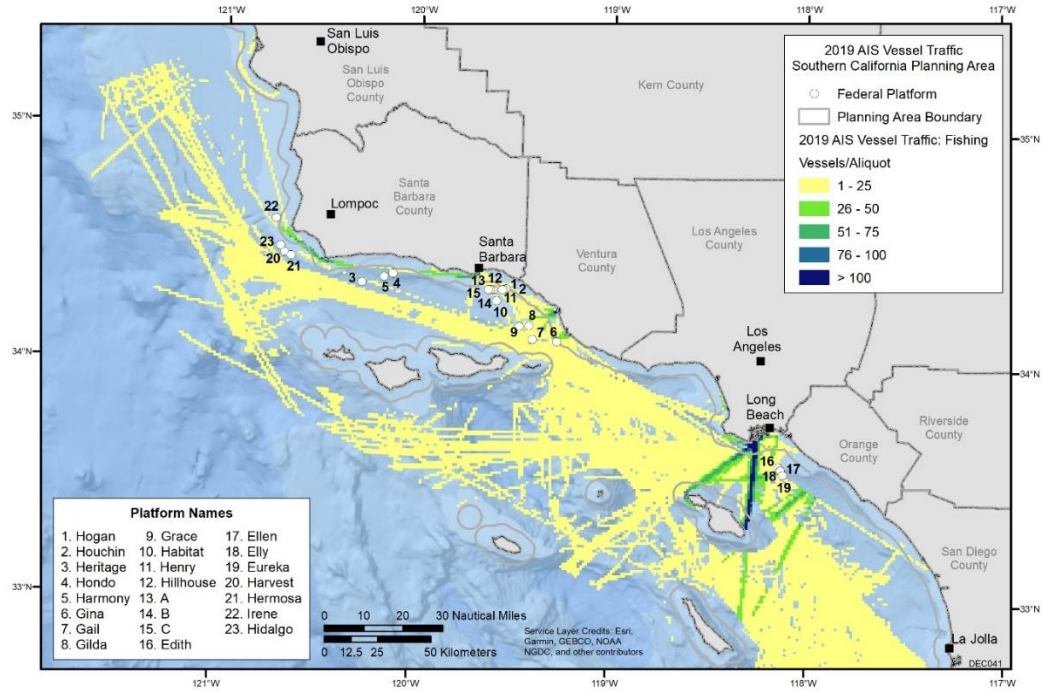 121°W 120°W 119°W 118°W 117°W
San Luis
Obispo
San Luis
Obispo
County
Kern County
2019 AIS Vessel Traffic
Southern California Planning Area
Federal Platform
Planning Area Boundary
2019 AIS Vessel Traffic: Fishing
Vessels/Aliquot
1 - 25
26 - 50
51 - 75
76 - 100
> 100
35°N 35°N
Santa
Barbara
County
Lompoc
22
23
20
21
Santa
Barbara
Ventura
County
Los Angeles
County
3
5
4
13
12
1
2
15
11
14
10
8
9
7
6
34°N 34°N
Los
Angeles
Long
Beach
Riverside
County
Orange
County
16
17
18
19
San Diego
County
33°N 33°N
La Jolla
Platform Names
1. Hogan 9. Grace 17. Ellen
2. Houchin 10. Habitat 18. Elly
3. Heritage 11. Henry 19. Eureka
4. Hondo 12. Hillhouse 20. Harvest
5. Harmony 13. A 21. Hermosa
6. Gina 14. B 22. Irene
7. Gail 15. C 23. Hidalgo
8. Gilda 16. Edith
0 10 20 30 Nautical Miles
0 12.5 25 50 Kilometers
Service Layer Credits: Esri,
Garmin, GEBCO, NOAA
NGDC, and other contributors
DEC041
121°W 120°W 119°W 118°W 117°W